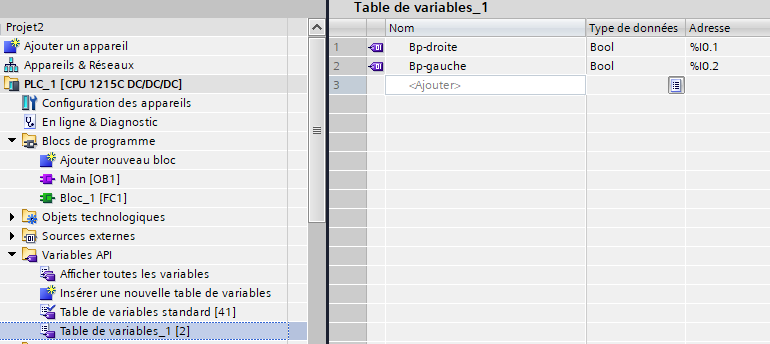 Table de variables_1
Projet2
Ajouter un appareil
Appareils & Réseaux
PLC_1 [CPU 1215C DC/DC/DC]
Configuration des appareils
En ligne & Diagnostic
Blocs de programme
Ajouter nouveau bloc
Main [OB1]
Bloc_1 [FC1]
Objets technologiques
Sources externes
Variables API
Afficher toutes les variables
Insérer une nouvelle table de variables
Table de variables standard [41]
Table de variables_1 [2]
Nom Type de données Adresse
1 Bp-droite Bool %I0.1
2 Bp-gauche Bool %I0.2
3 <Ajouter>